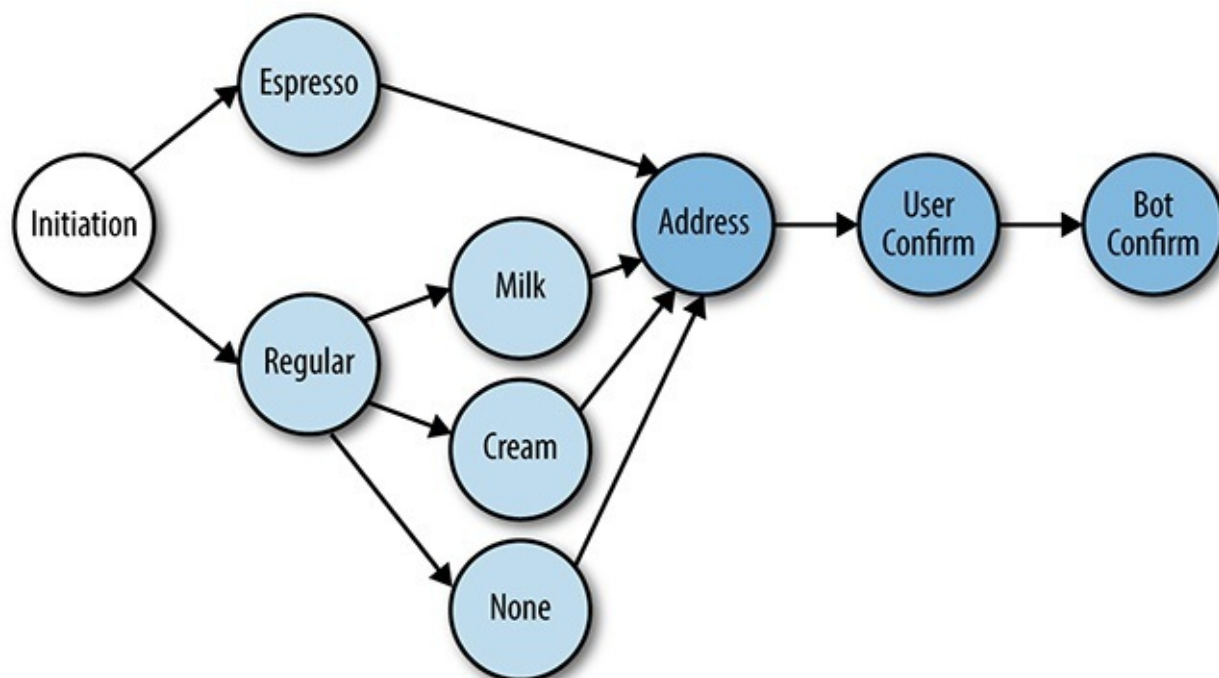 Espresso
Initiation
Address
User
Confirm
Bot
Confirm
Milk
Regular
Cream
None